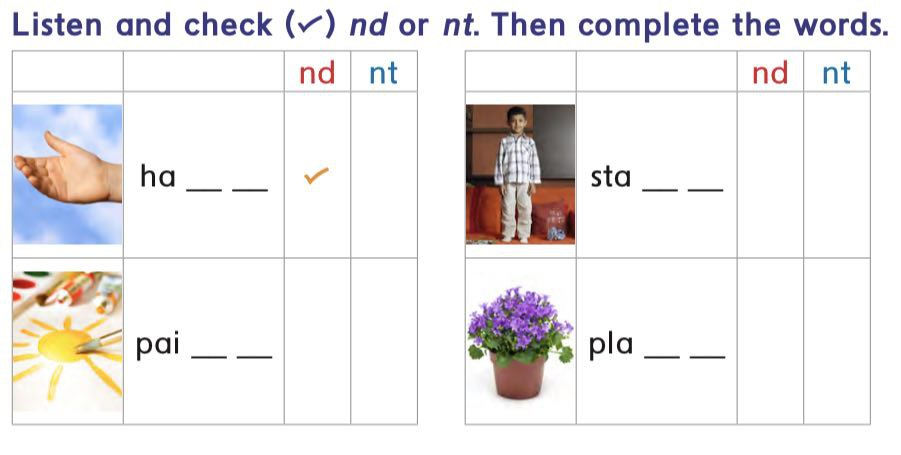 Listen and check (✓) nd or nt. Then complete the words.
nd nt
ha __ __ ✓
pai __ __
nd nt
sta __ __
pla __ __